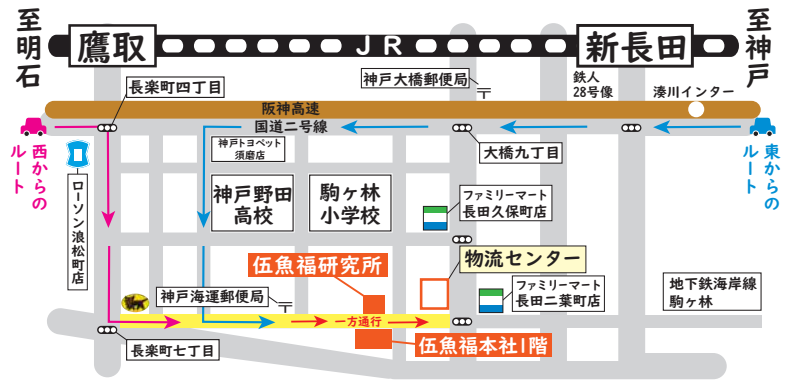 至明石
鷹取
JR
新長田
至神戸
長楽町四丁目
神戸大橋郵便局
〒
鉄人
28号像
湊川インター
阪神高速
国道二号線
西からの
ルート
神戸トヨペット
須磨店
大橋九丁目
東からの
ルート
ローソン浪松町店
神戸野田
高校
駒ヶ林
小学校
ファミリーマート
長田久保町店
伍魚福研究所
物流センター
神戸海運郵便局
〒
ファミリーマート
長田二葉町店
地下鉄海岸線
駒ヶ林
一方通行
長楽町七丁目
伍魚福本社1階